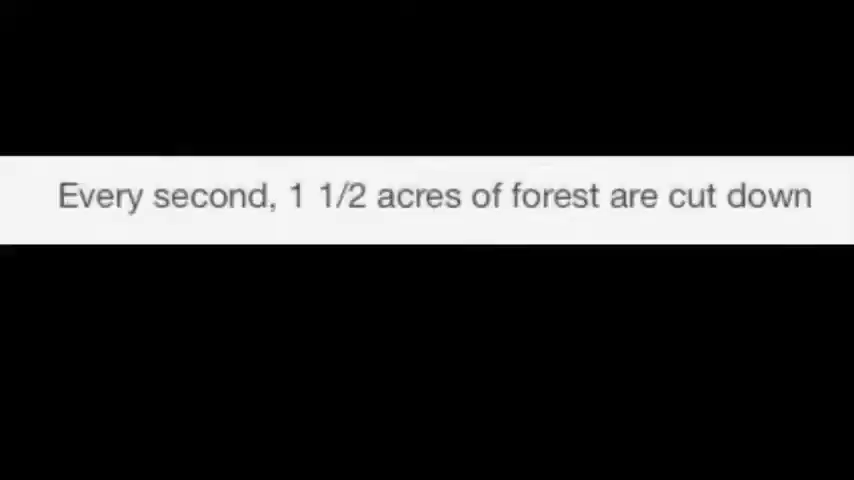 Every second, 1 1/2 acres of forest are cut down